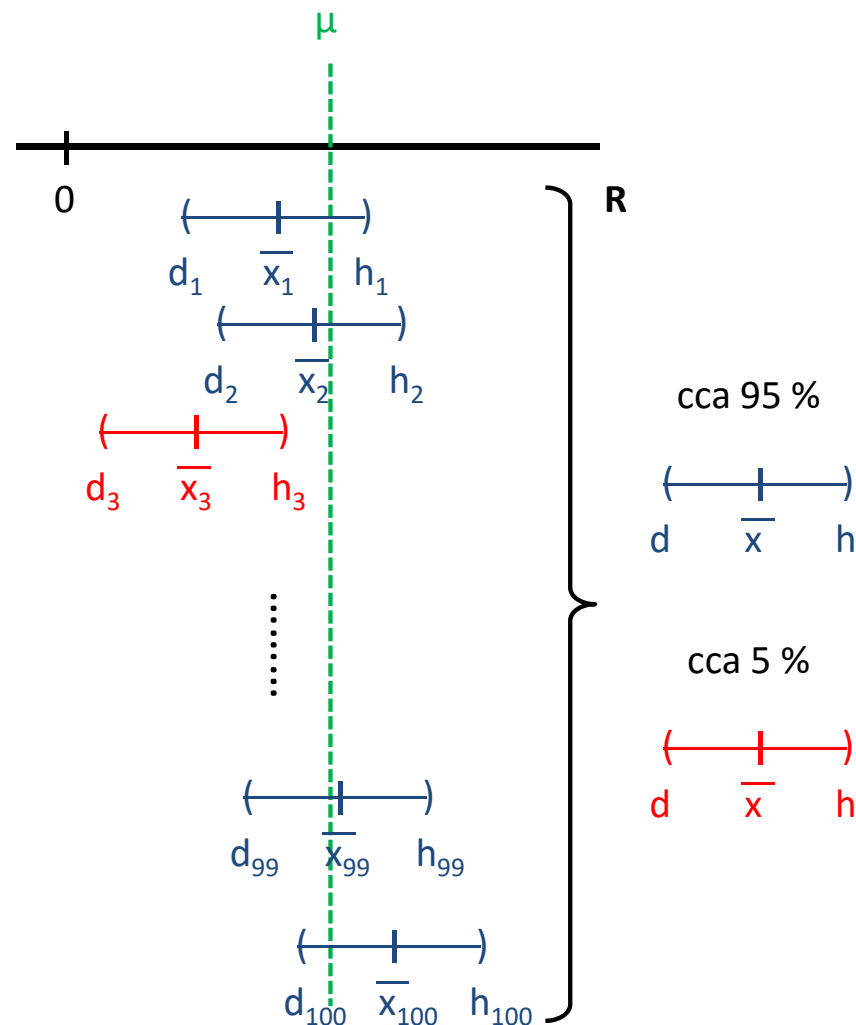 μ
0 R
d₁ x̅₁ h₁
d₂ x̅₂ h₂
cca 95 %
d₃ x̅₃ h₃
d x̅ h
........
cca 5 %
d x̅ h
d₉₉ x̅₉₉ h₉₉
d₁₀₀ x̅₁₀₀ h₁₀₀